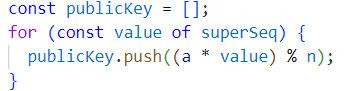 const publicKey = [];
for (const value of superSeq) {
  publicKey.push((a * value) % n);
}